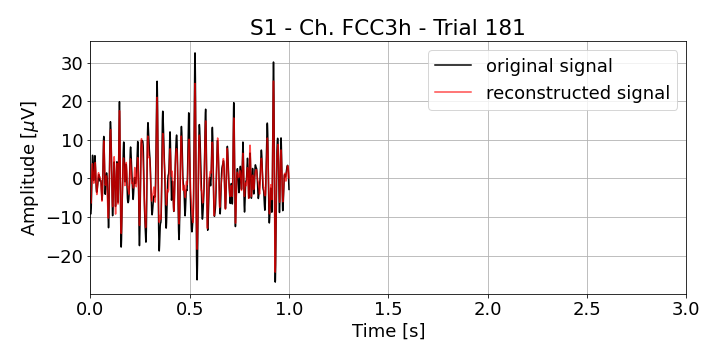 S1 - Ch. FCC3h - Trial 181
original signal
reconstructed signal
Amplitude [μV]
30
20
10
0
−10
−20
0.0 0.5 1.0 1.5 2.0 2.5 3.0
Time [s]